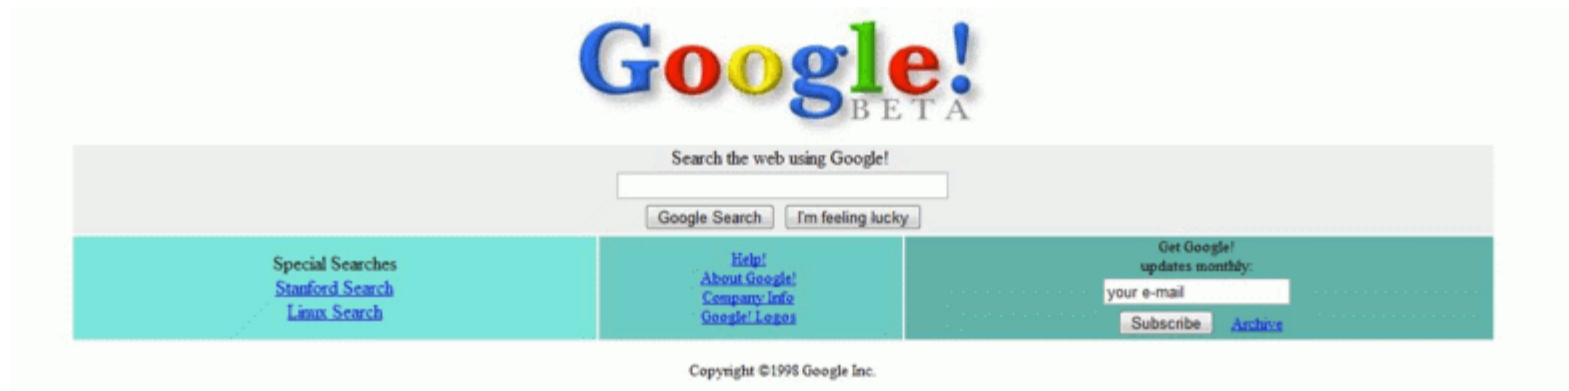 Google!
BETA
Search the web using Google!
Google Search I'm feeling lucky
Special Searches
Stanford Search
Linux Search
Help!
About Google!
Company Info
Google! Logos
Get Google!
updates monthly:
your e-mail
Subscribe Archive
Copyright ©1998 Google Inc.